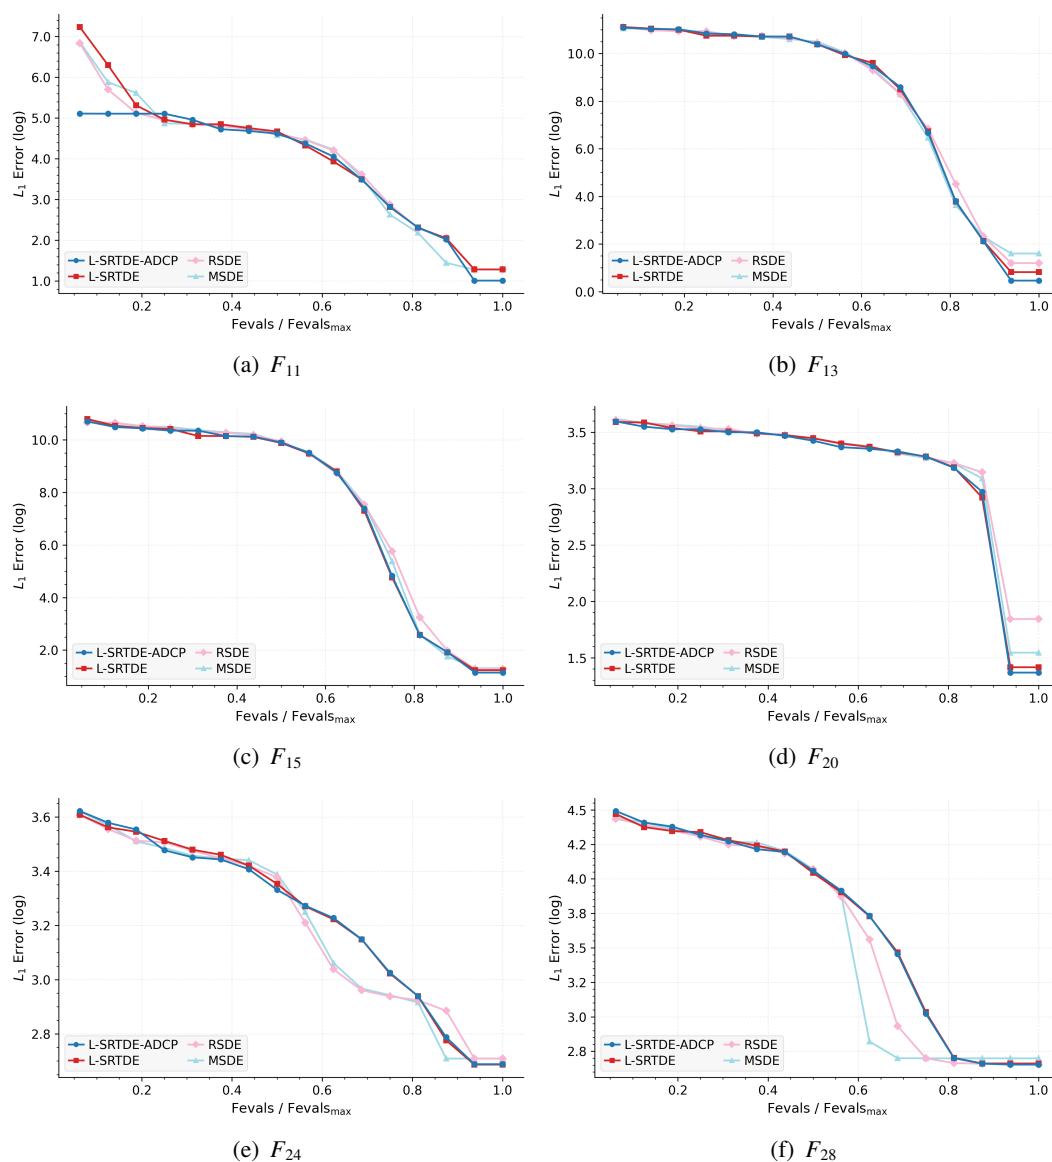 7.0
6.0
5.0
4.0
3.0
2.0
1.0
L₁ Error (log)
L-SRTDE-ADCP
L-SRTDE
RSDE
MSDE
0.2 0.4 0.6 0.8 1.0
Fevals / Fevals_max
(a) F₁₁
10.0
8.0
6.0
4.0
2.0
0.0
L₁ Error (log)
L-SRTDE-ADCP
L-SRTDE
RSDE
MSDE
0.2 0.4 0.6 0.8 1.0
Fevals / Fevals_max
(b) F₁₃
10.0
8.0
6.0
4.0
2.0
L₁ Error (log)
L-SRTDE-ADCP
L-SRTDE
RSDE
MSDE
0.2 0.4 0.6 0.8 1.0
Fevals / Fevals_max
(c) F₁₅
3.5
3.0
2.5
2.0
1.5
L₁ Error (log)
L-SRTDE-ADCP
L-SRTDE
RSDE
MSDE
0.2 0.4 0.6 0.8 1.0
Fevals / Fevals_max
(d) F₂₀
3.6
3.4
3.2
3.0
2.8
L₁ Error (log)
L-SRTDE-ADCP
L-SRTDE
RSDE
MSDE
0.2 0.4 0.6 0.8 1.0
Fevals / Fevals_max
(e) F₂₄
4.5
4.2
4.0
3.8
3.5
3.2
3.0
2.8
L₁ Error (log)
L-SRTDE-ADCP
L-SRTDE
RSDE
MSDE
0.2 0.4 0.6 0.8 1.0
Fevals / Fevals_max
(f) F₂₈